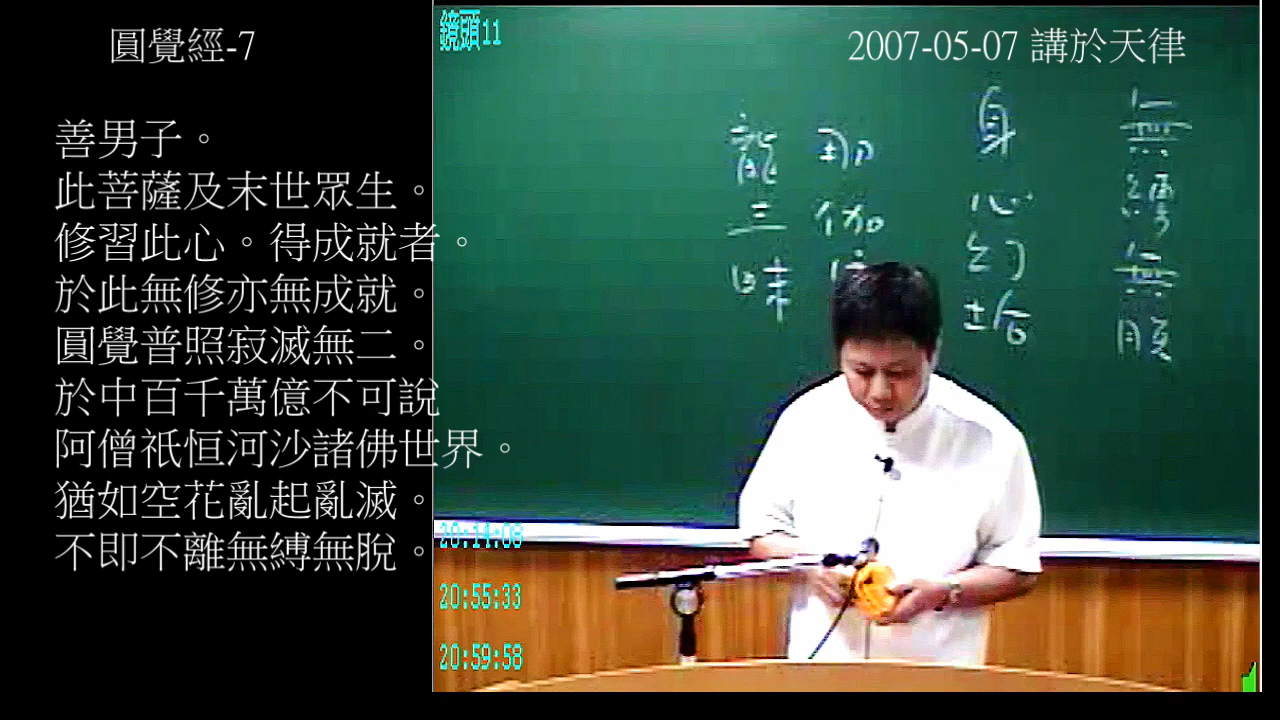 圓覺經-7
善男子。
此菩薩及末世眾生。
修習此心。得成就者。
於此無修亦無成就。
圓覺普照寂滅無二。
於中百千萬億不可說
阿僧祇恒河沙諸佛世界。
猶如空花亂起亂滅。
不即不離無縛無脫。
鏡頭11
2007-05-07 講於天律
無縛無脫
身心幻垢
那伽
龍三昧
20:14:08
20:55:33
20:59:58